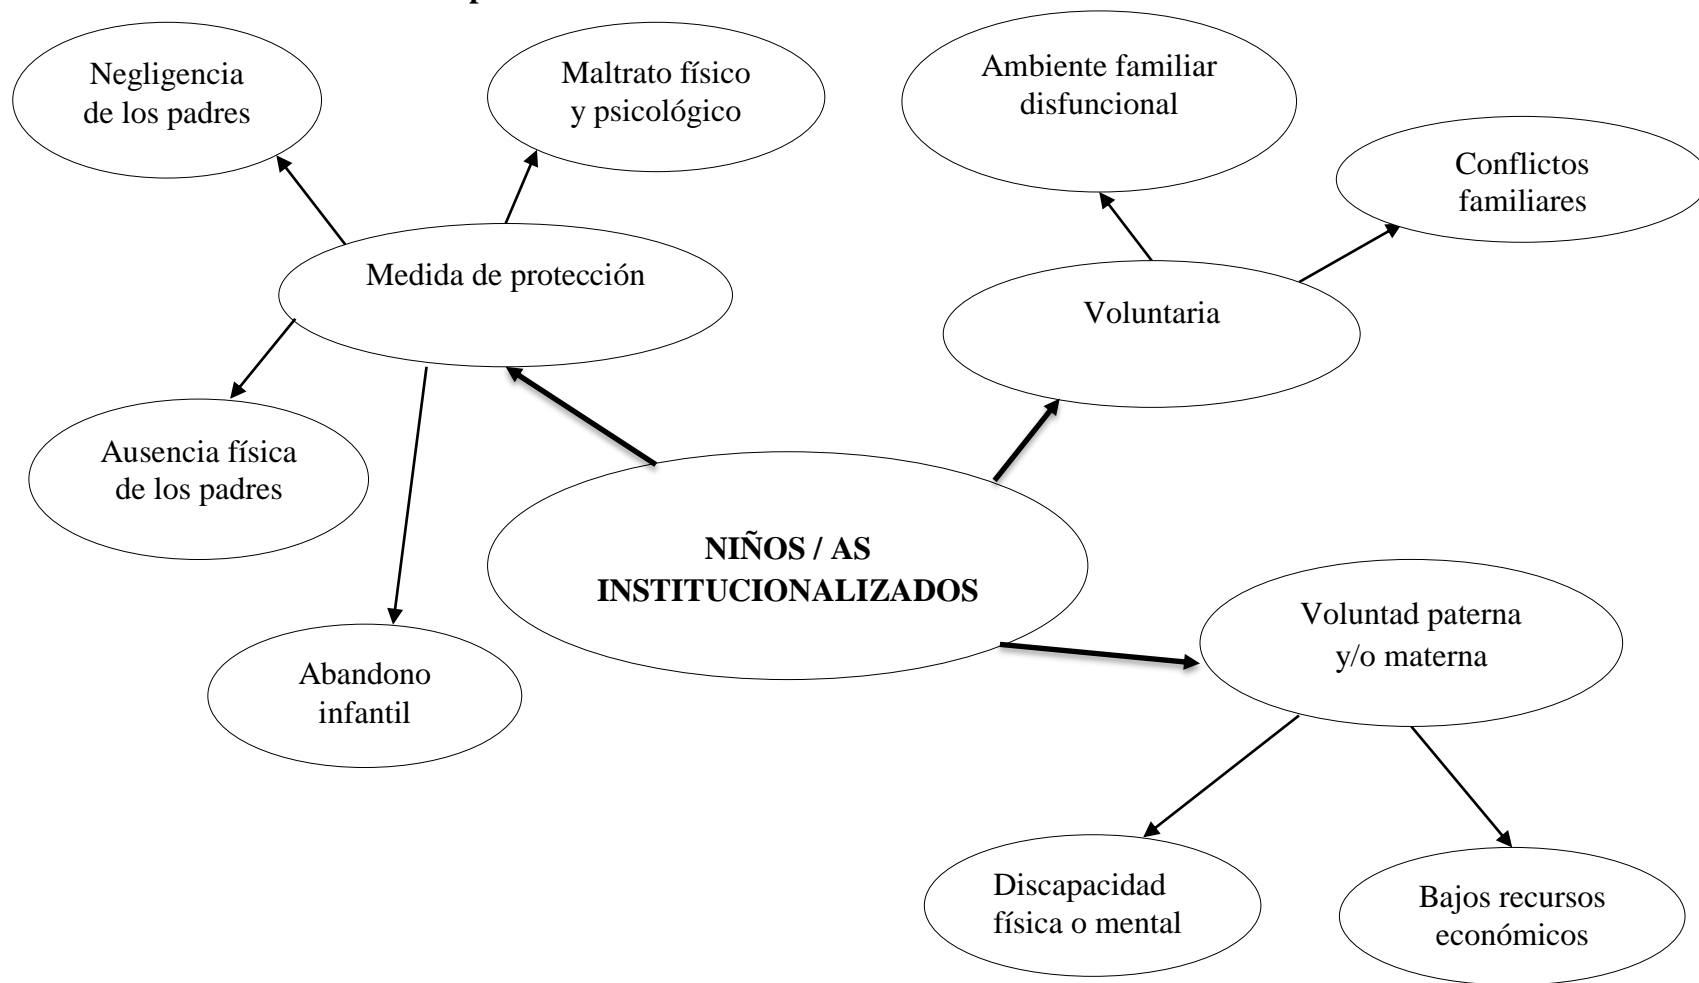 Negligencia
de los padres
Maltrato físico
y psicológico
Ambiente familiar
disfuncional
Conflictos
familiares
Medida de protección
Voluntaria
Ausencia física
de los padres
NIÑOS / AS
INSTITUCIONALIZADOS
Voluntad paterna
y/o materna
Abandono
infantil
Discapacidad
física o mental
Bajos recursos
económicos